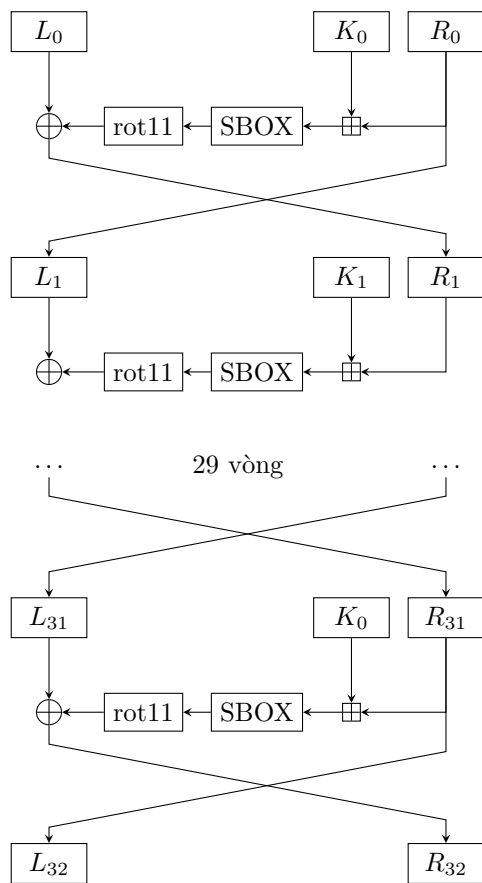 L₀ K₀ R₀
rot11 SBOX
L₁ K₁ R₁
rot11 SBOX
... 29 vòng ...
L₃₁ K₀ R₃₁
rot11 SBOX
L₃₂ R₃₂